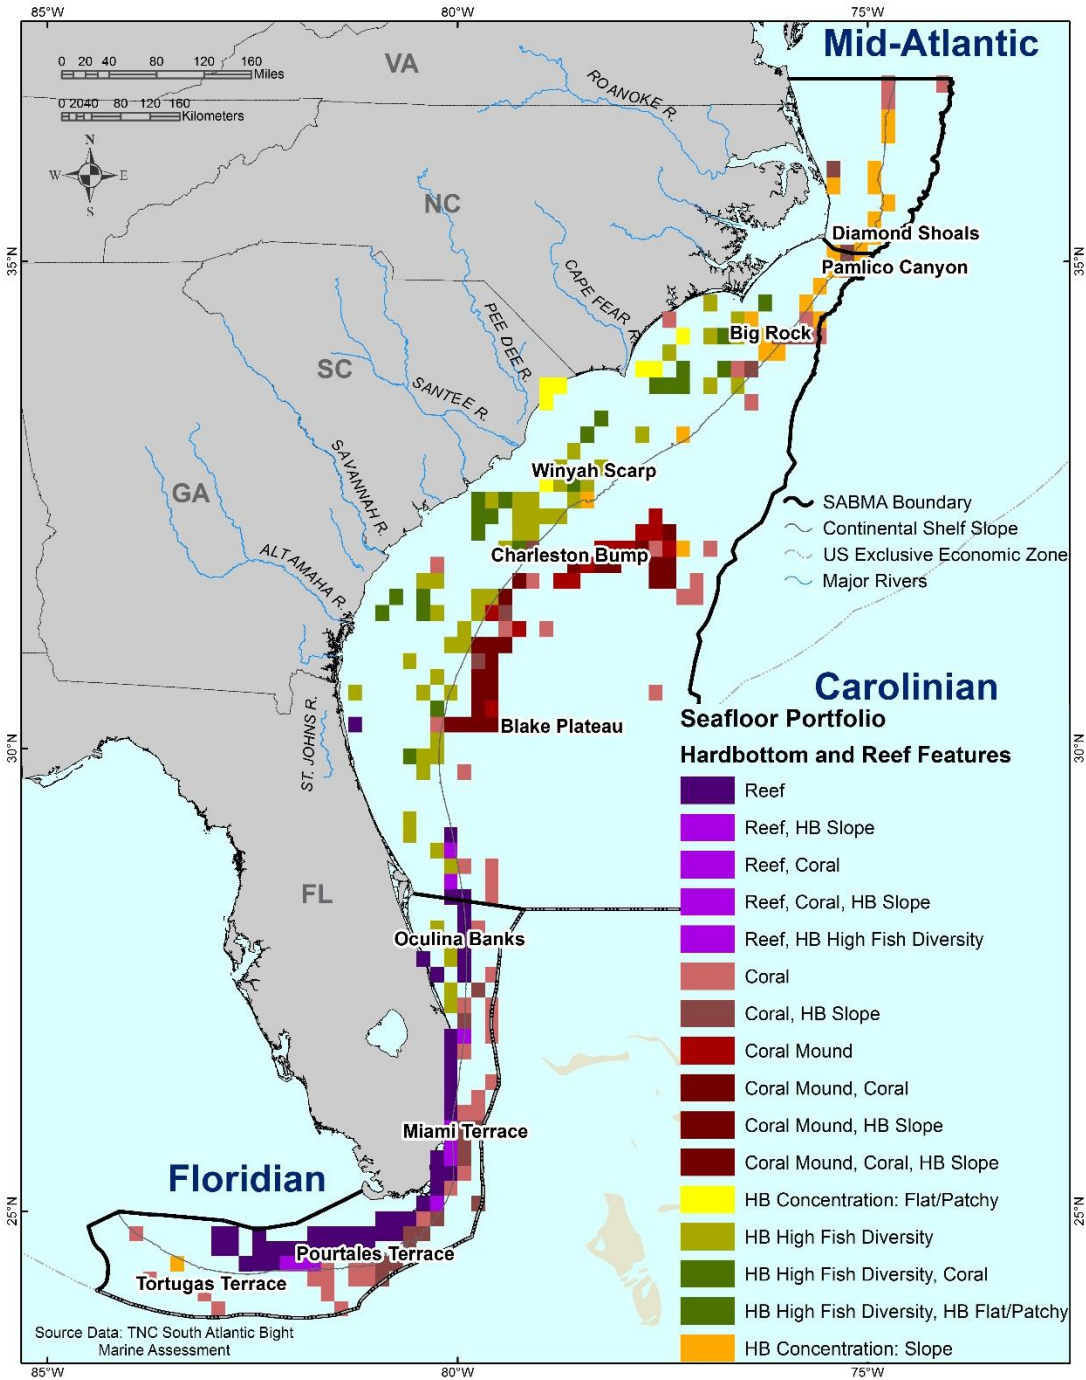 85°W 80°W 75°W
Mid-Atlantic
VA
0 20 40 80 120 160
Miles
0 2040 80 120 160
Kilometers
ROANOKE R.
N
W E
S
NC
Diamond Shoals
35°N 35°N
Pamlico Canyon
CAPE FEAR R.
PEE DEE R.
Big Rock
SC
SANTEE R.
SAVANNAH R.
Winyah Scarp
GA
SABMA Boundary
Continental Shelf Slope
US Exclusive Economic Zone
Major Rivers
Charleston Bump
ALTAMAHA R.
Carolinian
ST. JOHNS R.
Blake Plateau
Seafloor Portfolio
Hardbottom and Reef Features
30°N 30°N
Reef
Reef, HB Slope
Reef, Coral
Reef, Coral, HB Slope
Reef, HB High Fish Diversity
Coral
Coral, HB Slope
Coral Mound
Coral Mound, Coral
Coral Mound, HB Slope
Coral Mound, Coral, HB Slope
HB Concentration: Flat/Patchy
HB High Fish Diversity
HB High Fish Diversity, Coral
HB High Fish Diversity, HB Flat/Patchy
HB Concentration: Slope
FL
Oculina Banks
Miami Terrace
Floridian
25°N 25°N
Pourtales Terrace
Tortugas Terrace
Source Data: TNC South Atlantic Bight
Marine Assessment
85°W 80°W 75°W